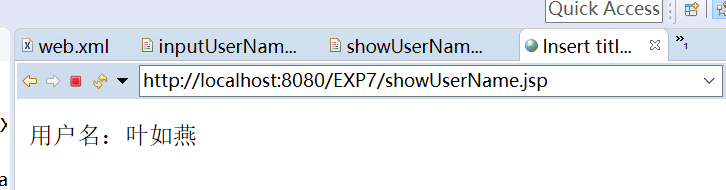 Quick Access
web.xml
inputUserNam...
showUserNam...
Insert titl...
»1
http://localhost:8080/EXP7/showUserName.jsp
用户名：叶如燕